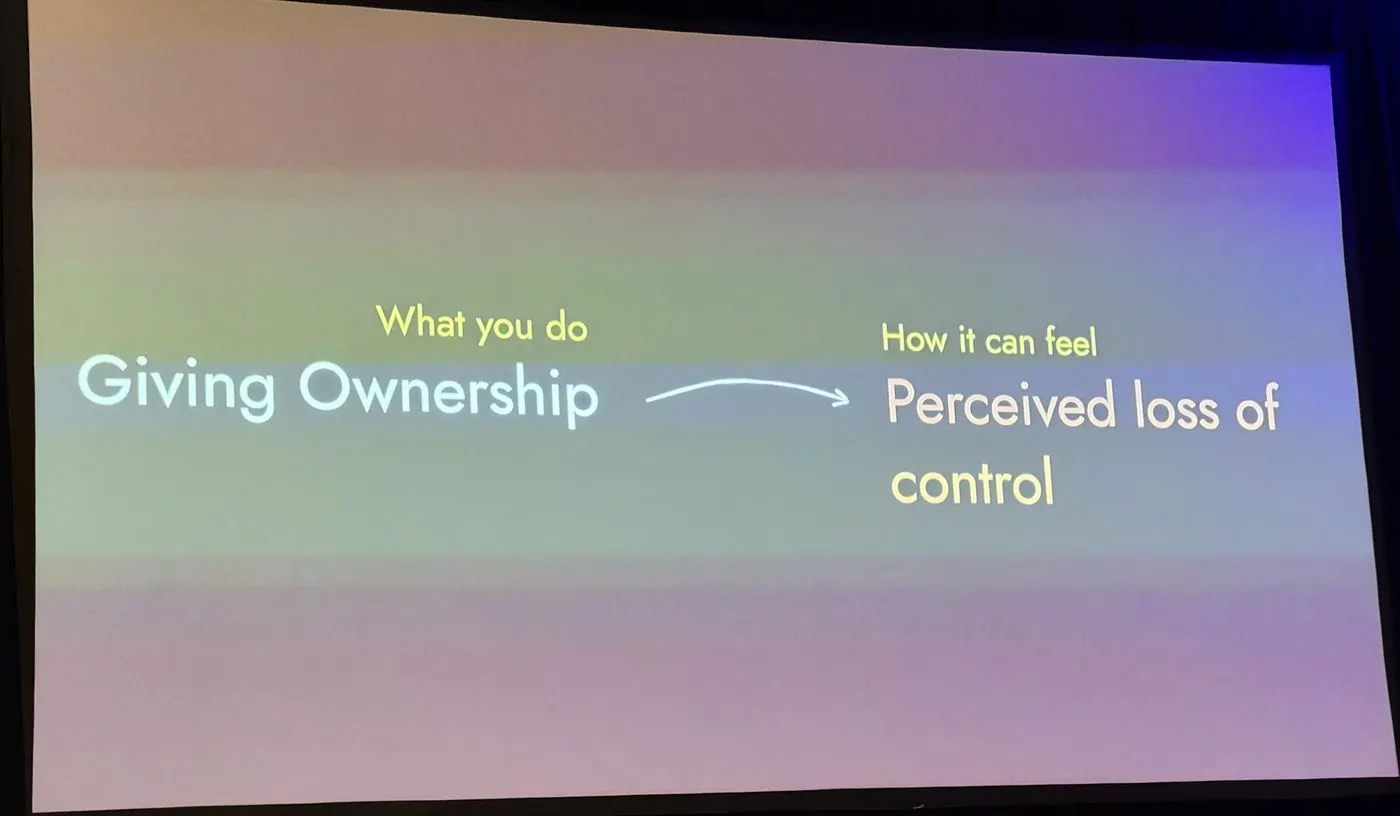 What you do
Giving Ownership
How it can feel
Perceived loss of
control